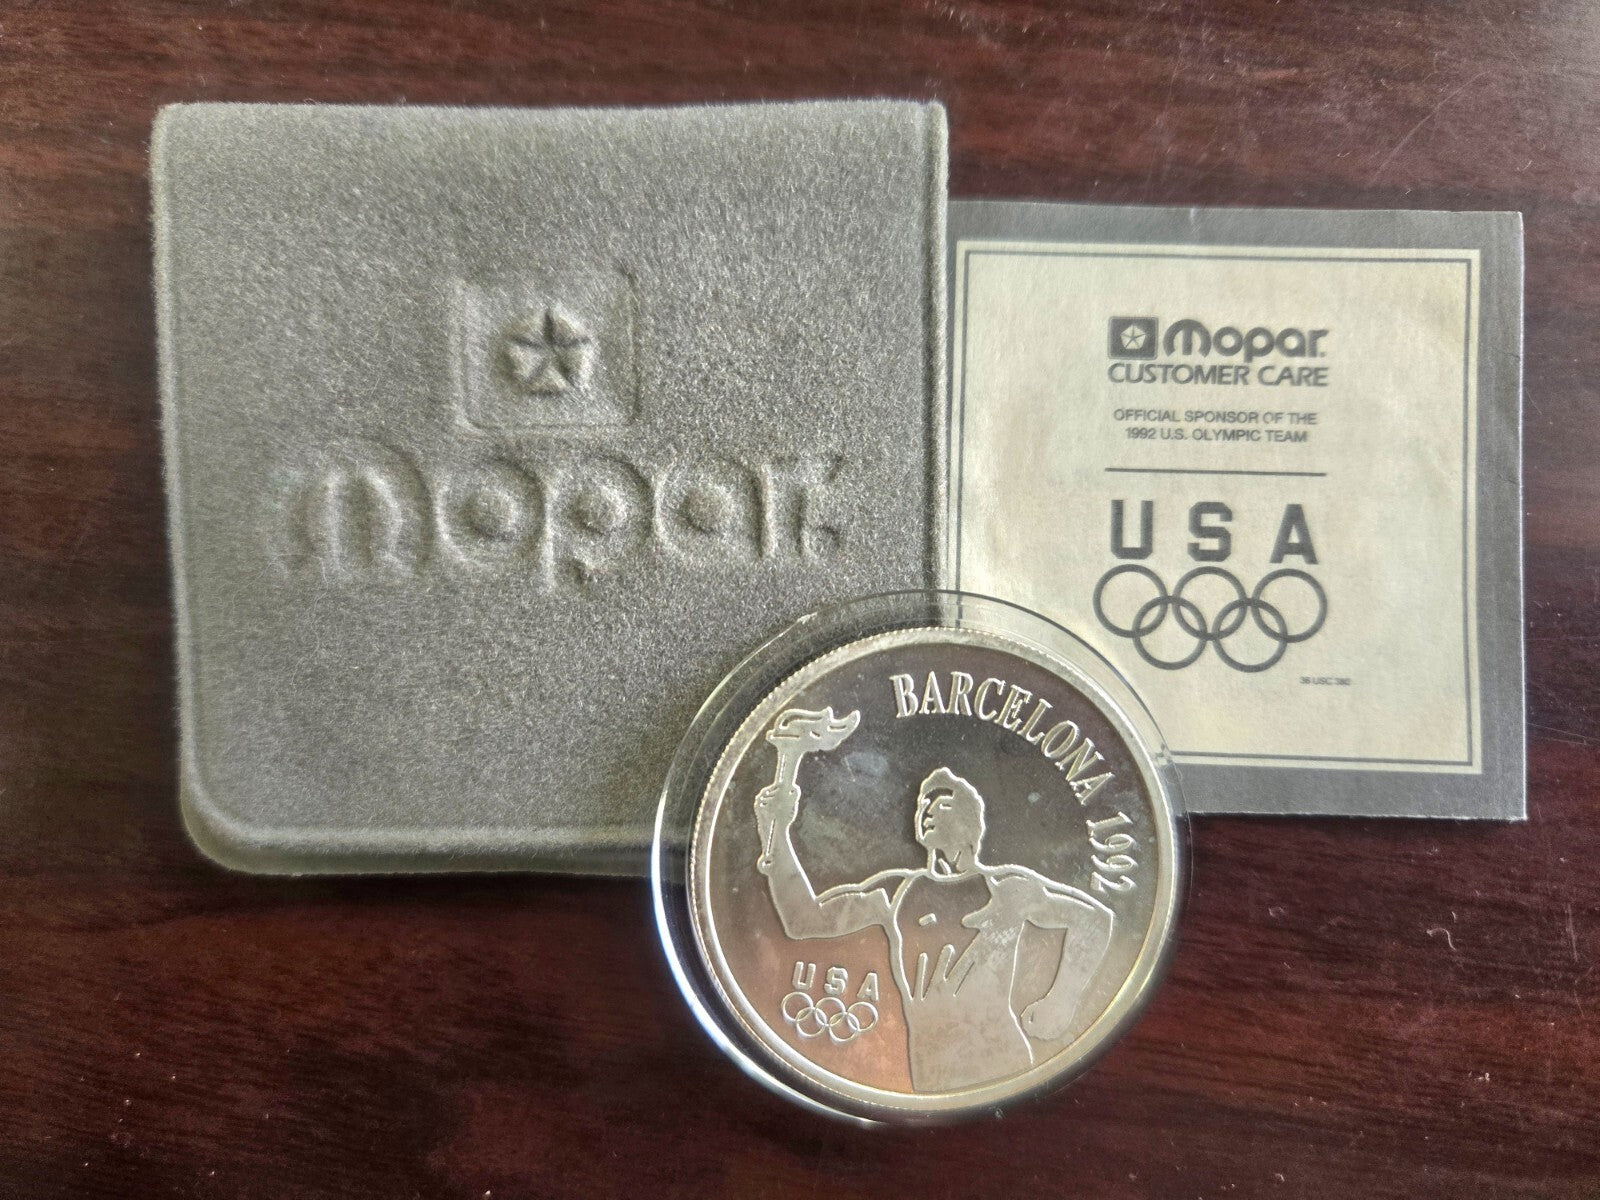 mopar
mopar.
CUSTOMER CARE
OFFICIAL SPONSOR OF THE
1992 U.S. OLYMPIC TEAM
USA
36 USC 380
BARCELONA 1992
USA